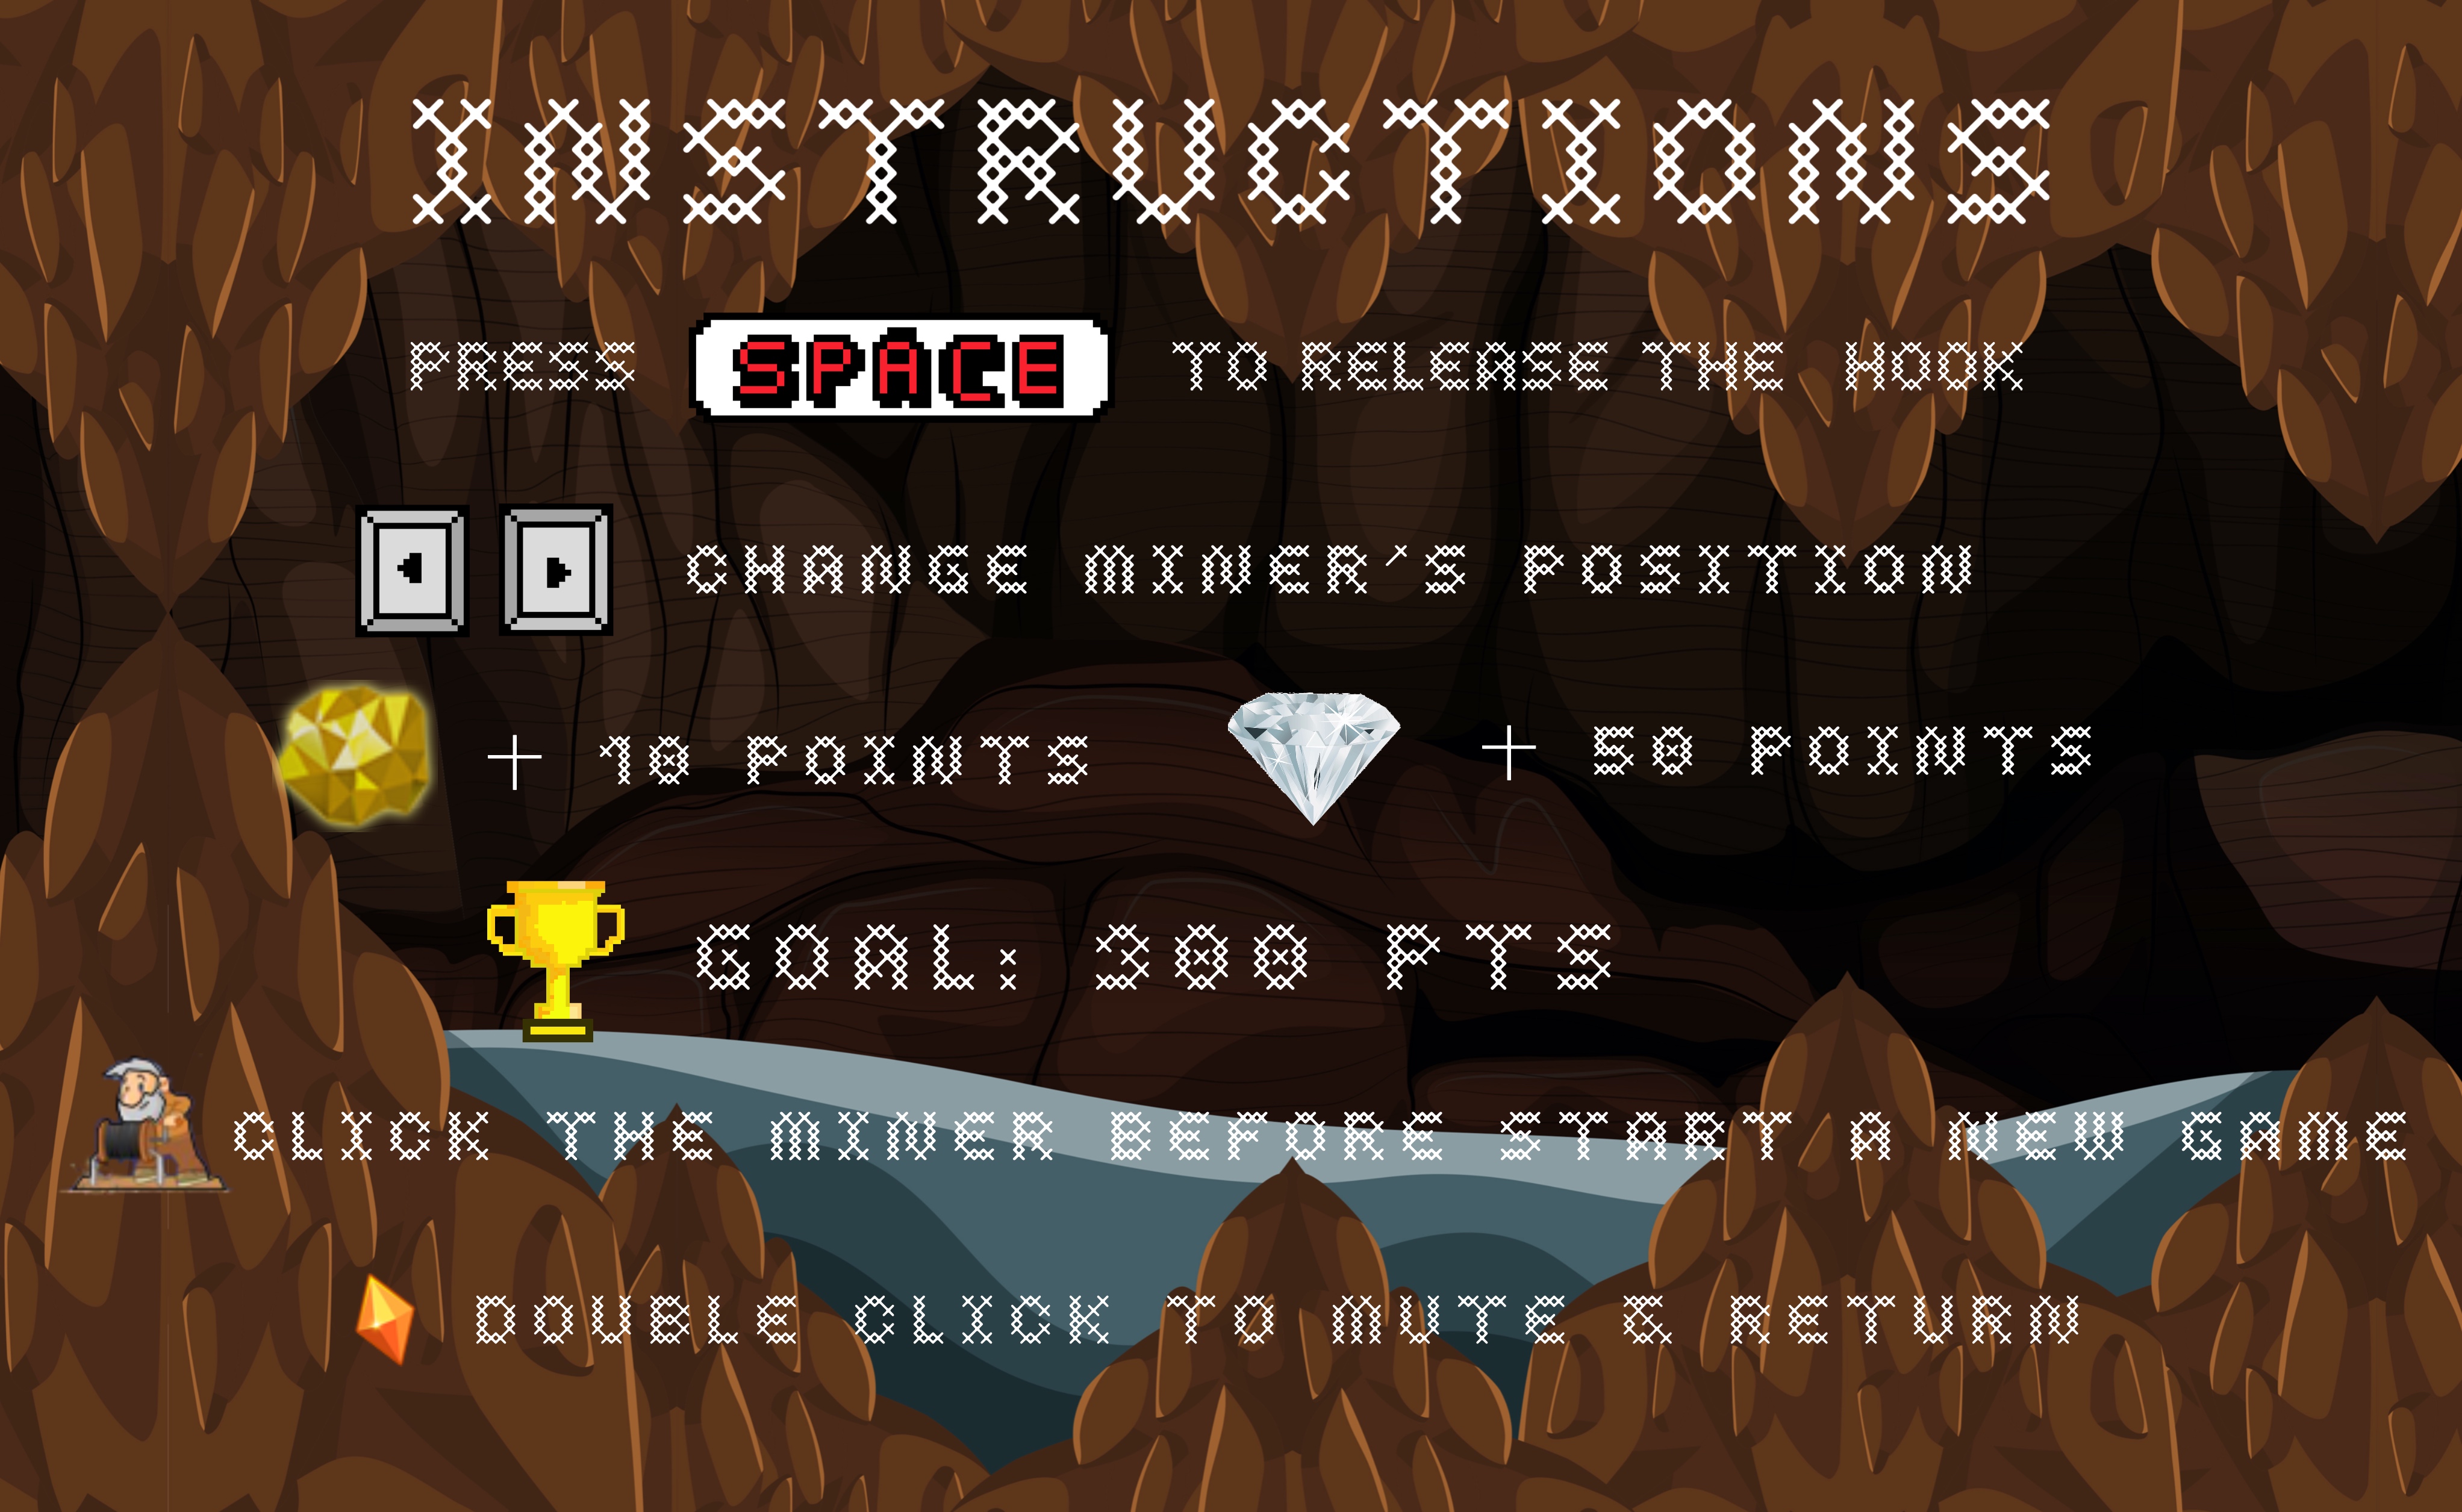 INSTRUCTIONS
PRESS SPACE TO RELEASE THE HOOK
CHANGE MINER'S POSITION
+ 10 POINTS + 50 POINTS
GOAL: 300 PTS
CLICK THE MINER BEFORE START A NEW GAME
DOUBLE CLICK TO MUTE & RETURN